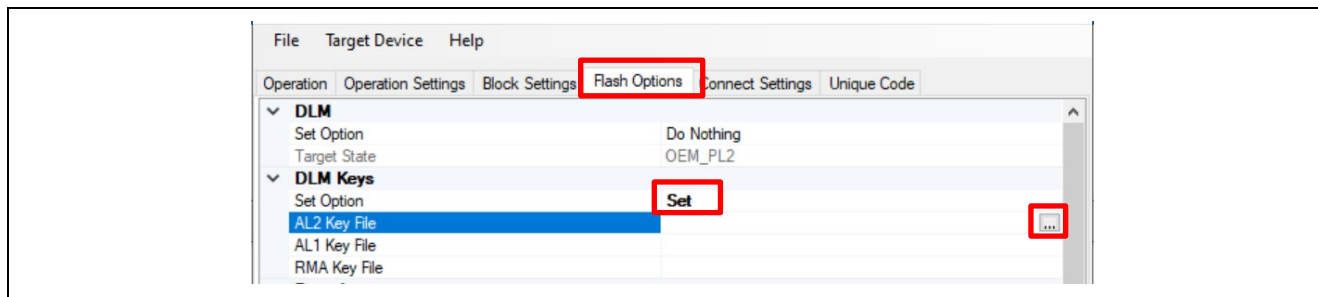 File Target Device Help
Operation Operation Settings Block Settings Flash Options Connect Settings Unique Code
DLM
Set Option Do Nothing
Target State OEM_PL2
DLM Keys
Set Option Set
AL2 Key File ...
AL1 Key File
RMA Key File